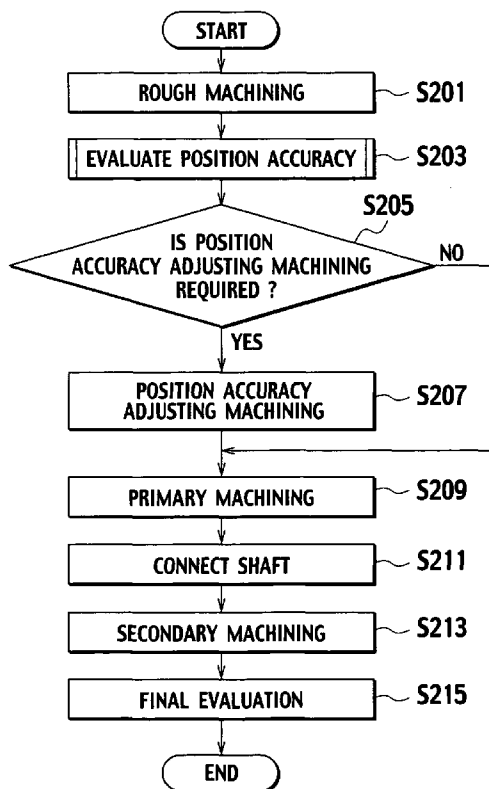 START
ROUGH MACHINING
S201
EVALUATE POSITION ACCURACY
S203
S205
IS POSITION
ACCURACY ADJUSTING MACHINING
REQUIRED ?
NO
YES
POSITION ACCURACY
ADJUSTING MACHINING
S207
PRIMARY MACHINING
S209
CONNECT SHAFT
S211
SECONDARY MACHINING
S213
FINAL EVALUATION
S215
END